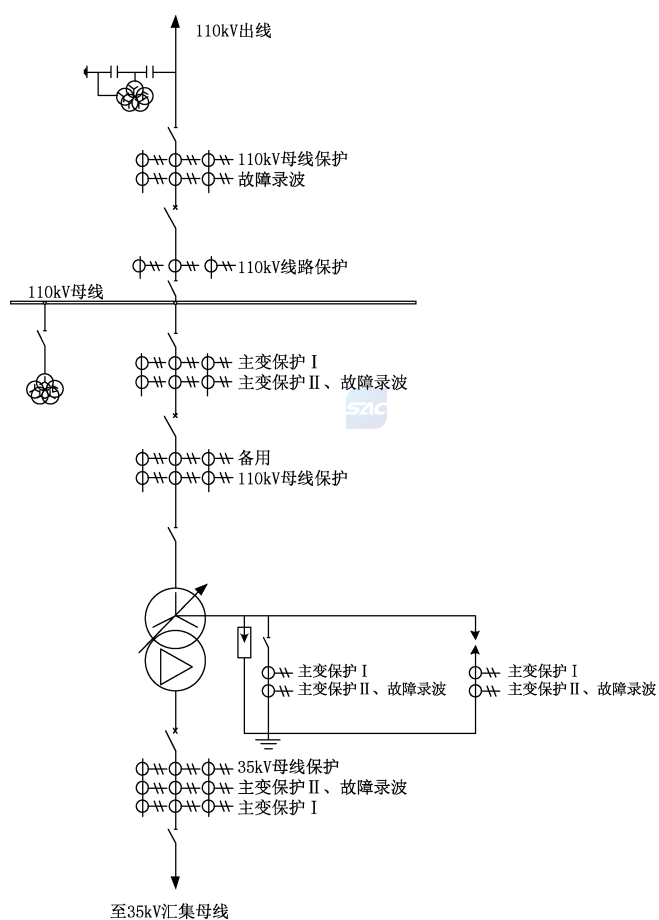 110kV出线
110kV母线保护
故障录波
110kV线路保护
110kV母线
主变保护Ⅰ
主变保护Ⅱ、故障录波
SAC
备用
110kV母线保护
主变保护Ⅰ
主变保护Ⅱ、故障录波
主变保护Ⅰ
主变保护Ⅱ、故障录波
35kV母线保护
主变保护Ⅱ、故障录波
主变保护Ⅰ
至35kV汇集母线